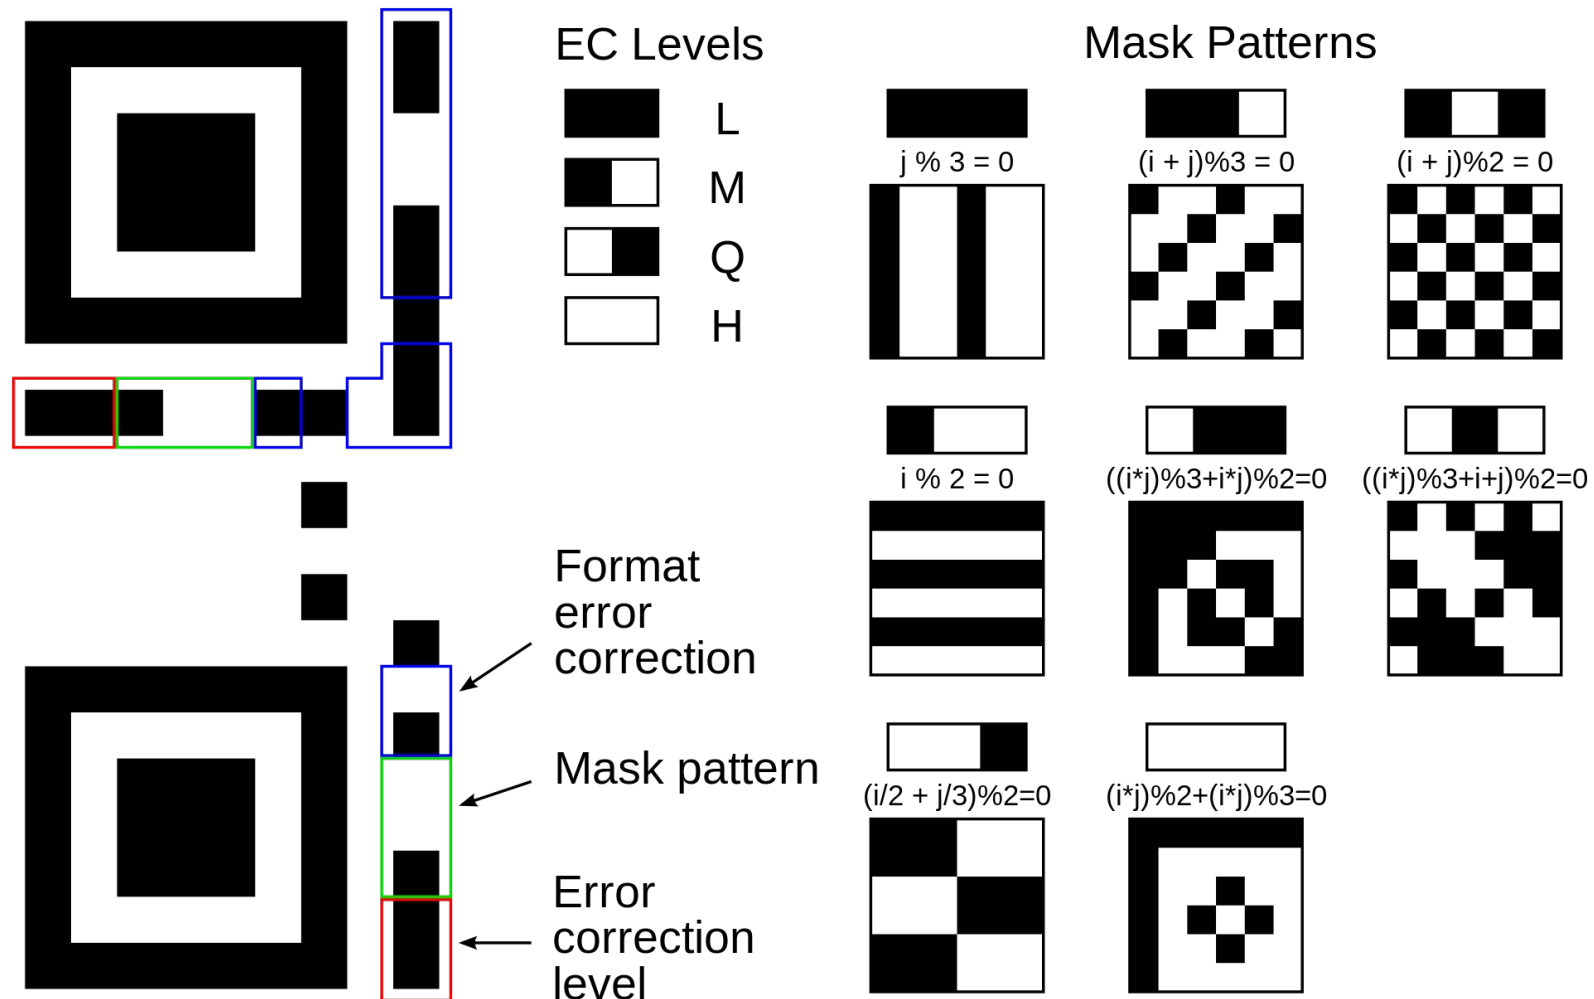 EC Levels
L
M
Q
H
Format
error
correction
Mask pattern
Error
correction
level
Mask Patterns
j % 3 = 0
(i + j)%3 = 0
(i + j)%2 = 0
i % 2 = 0
((i*j)%3+i*j)%2=0
((i*j)%3+i+j)%2=0
(i/2 + j/3)%2=0
(i*j)%2+(i*j)%3=0